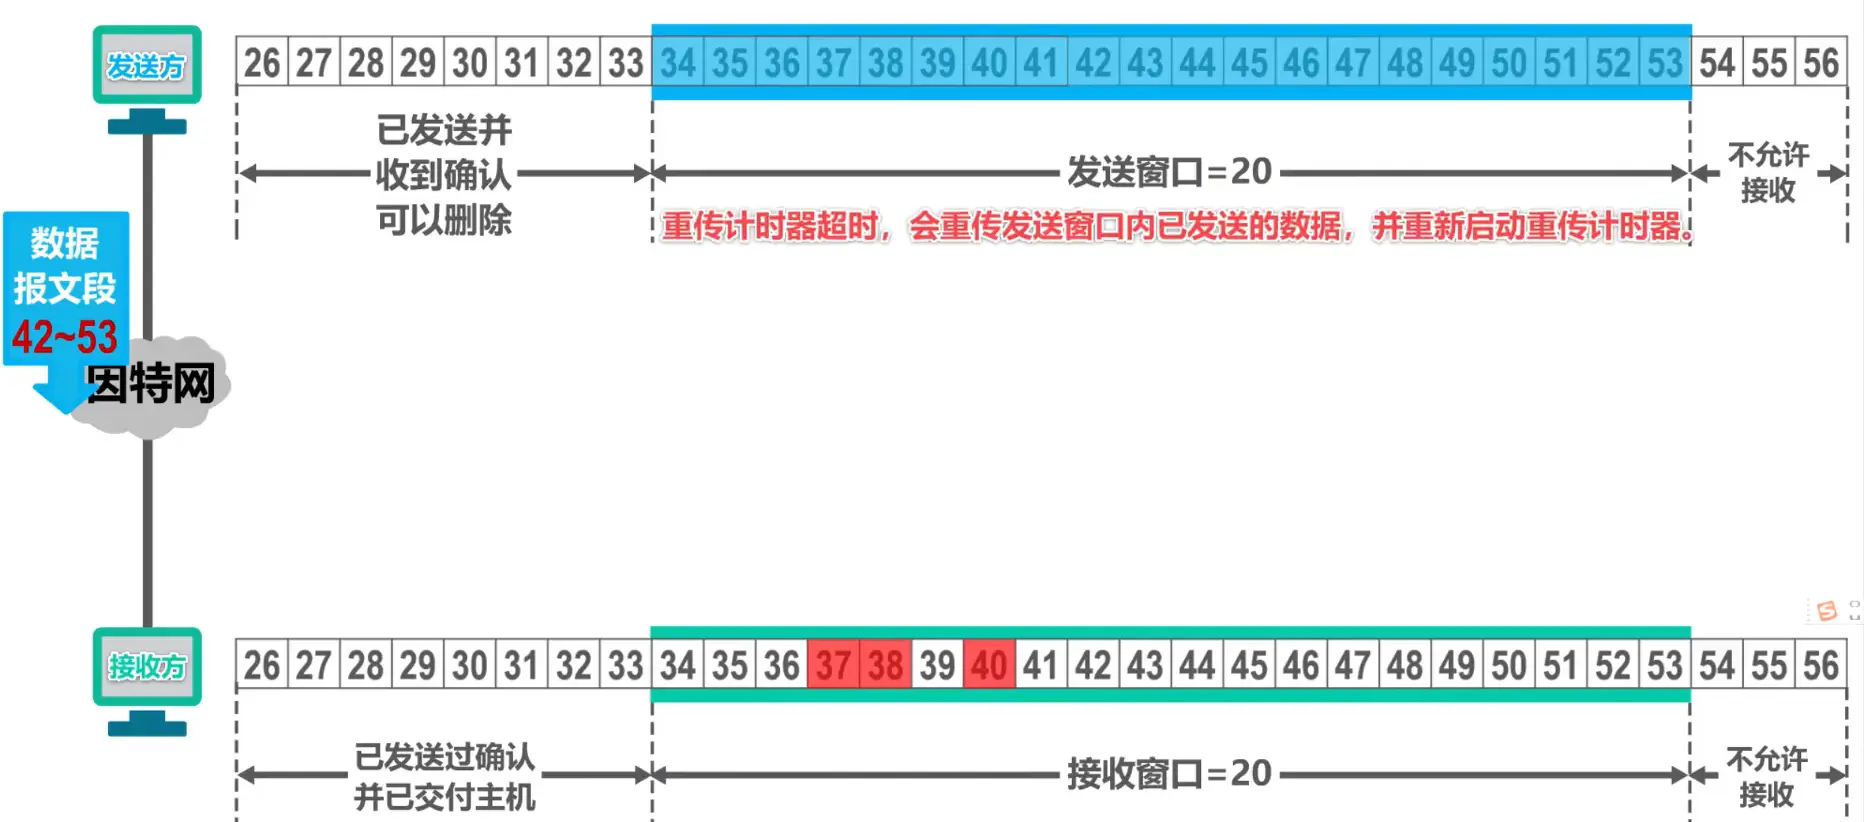 发送方
26 27 28 29 30 31 32 33 34 35 36 37 38 39 40 41 42 43 44 45 46 47 48 49 50 51 52 53 54 55 56
已发送并
收到确认
可以删除
发送窗口=20
不允许
接收
重传计时器超时，会重传发送窗口内已发送的数据，并重新启动重传计时器。
数据
报文段
42~53
因特网
接收方
26 27 28 29 30 31 32 33 34 35 36 37 38 39 40 41 42 43 44 45 46 47 48 49 50 51 52 53 54 55 56
已发送过确认
并已交付主机
接收窗口=20
不允许
接收